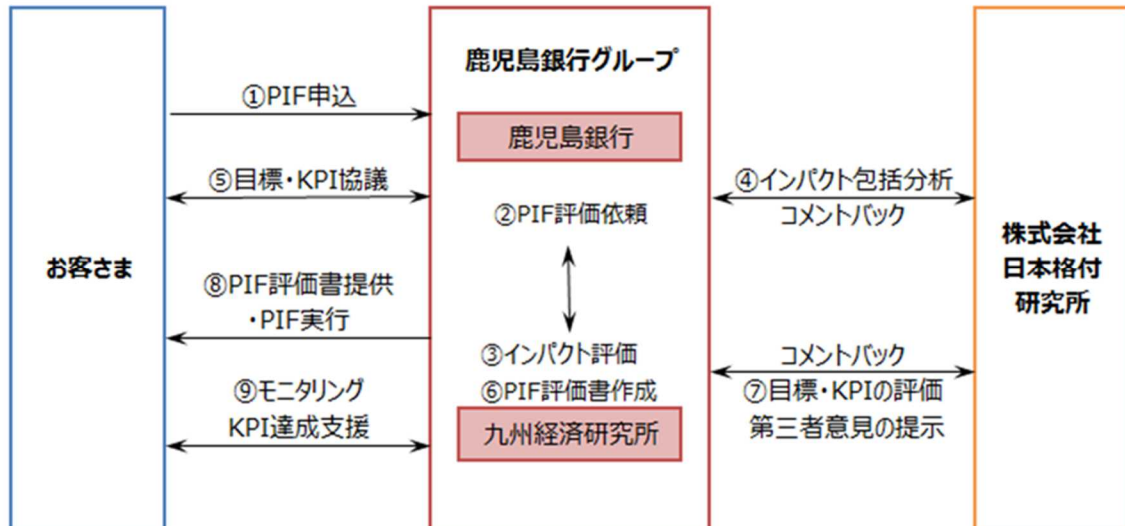 お客さま
①PIF申込
⑤目標・KPI協議
⑧PIF評価書提供
・PIF実行
⑨モニタリング
KPI達成支援
鹿児島銀行グループ
鹿児島銀行
②PIF評価依頼
③インパクト評価
⑥PIF評価書作成
九州経済研究所
④インパクト包括分析
コメントバック
コメントバック
⑦目標・KPIの評価
第三者意見の提示
株式会社
日本格付
研究所